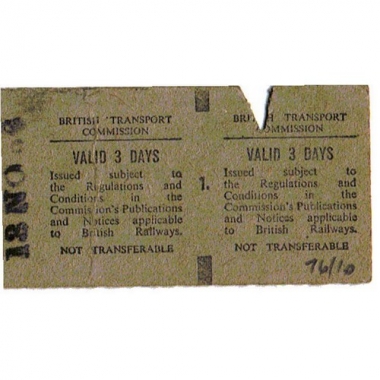 BRITISH TRANSPORT
COMMISSION
VALID 3 DAYS
Issued subject to
the Regulations and
Conditions in the
Commission's Publications
and Notices applicable
to British Railways.
NOT TRANSFERABLE
18 NO
1.
TRANSPORT
COMMISSION
VALID 3 DAYS
Issued subject to
the Regulations and
Conditions in the
Commission's Publications
and Notices applicable
to British Railways.
NOT TRANSFERABLE
76/10